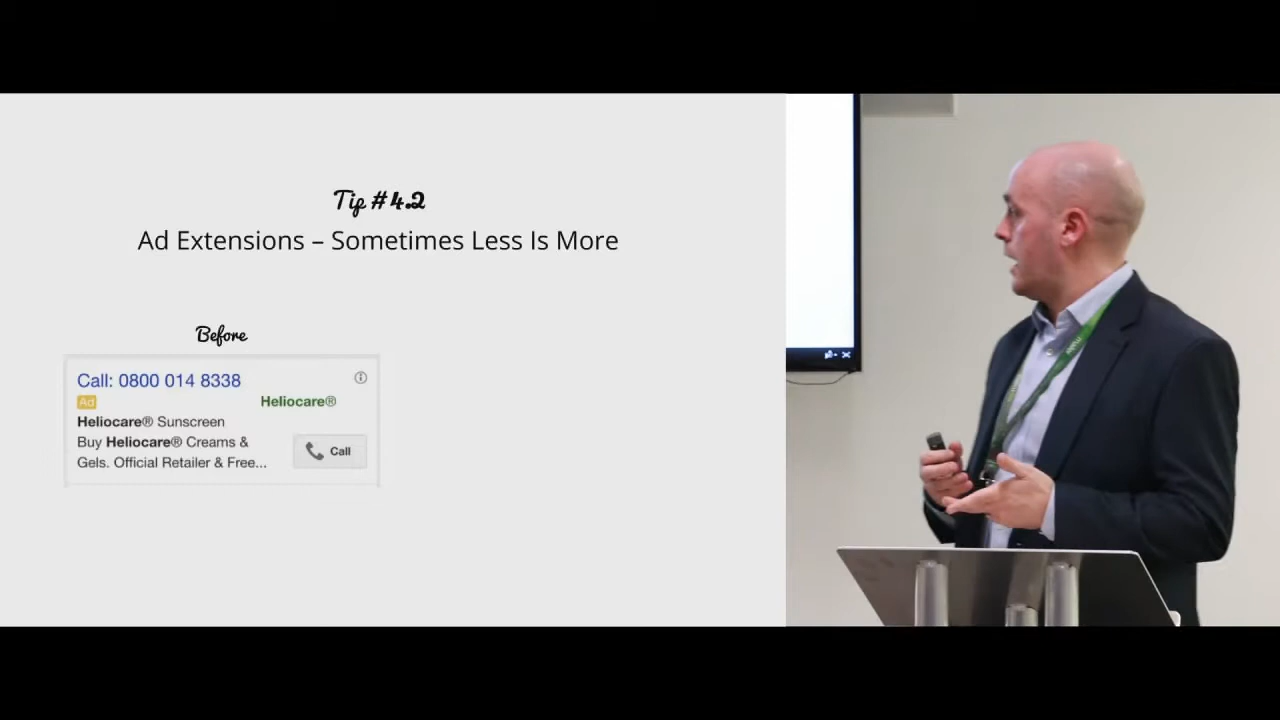 Tip #4.2
Ad Extensions – Sometimes Less Is More
Before
Call: 0800 014 8338
Ad
Heliocare®
Heliocare® Sunscreen
Buy Heliocare® Creams &
Gels. Official Retailer & Free...
Call